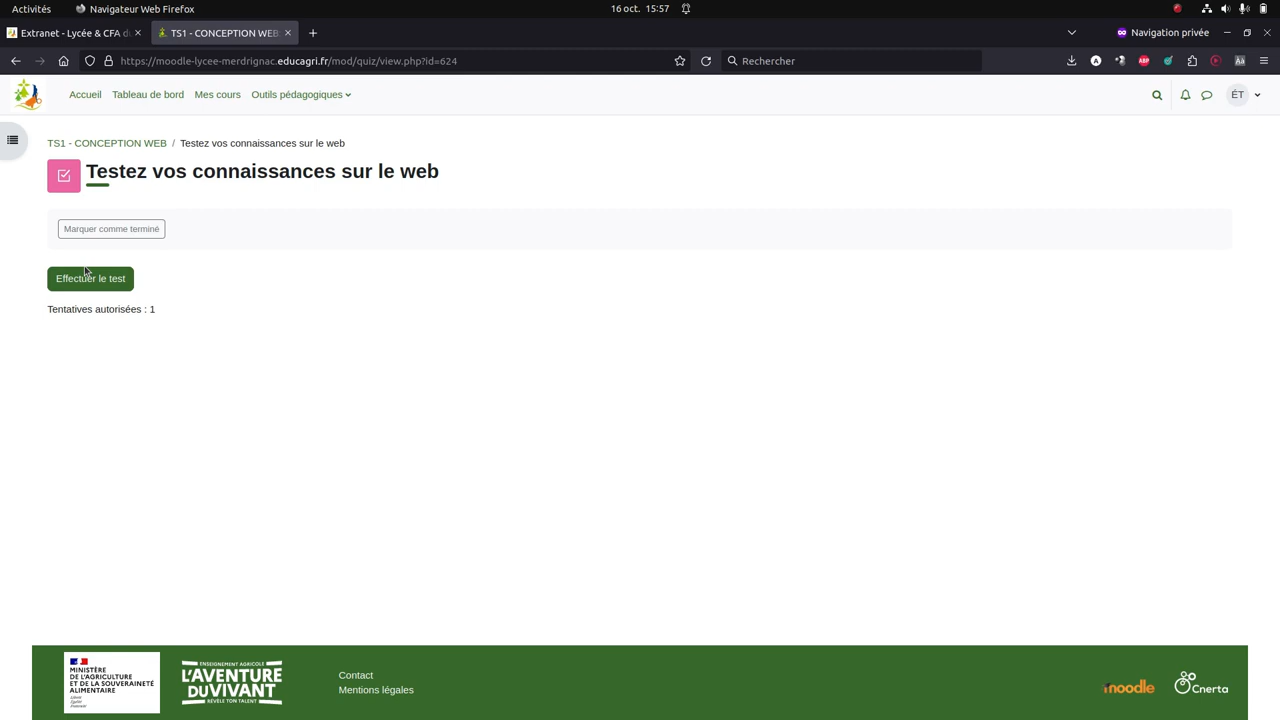 Activités
Navigateur Web Firefox
16 oct. 15:57
Extranet - Lycée & CFA d
TS1 - CONCEPTION WEB
Navigation privée
https://moodle-lycee-merdrignac.educagri.fr/mod/quiz/view.php?id=624
Rechercher
Accueil
Tableau de bord
Mes cours
Outils pédagogiques
ÉT
TS1 - CONCEPTION WEB / Testez vos connaissances sur le web
Testez vos connaissances sur le web
Marquer comme terminé
Effectuer le test
Tentatives autorisées : 1
MINISTÈRE
DE L'AGRICULTURE
ET DE LA SOUVERAINETÉ
ALIMENTAIRE
Liberté
Égalité
Fraternité
ENSEIGNEMENT AGRICOLE
L'AVENTURE
DU VIVANT
RÉVÈLE TON TALENT
Contact
Mentions légales
moodle
Cnerta